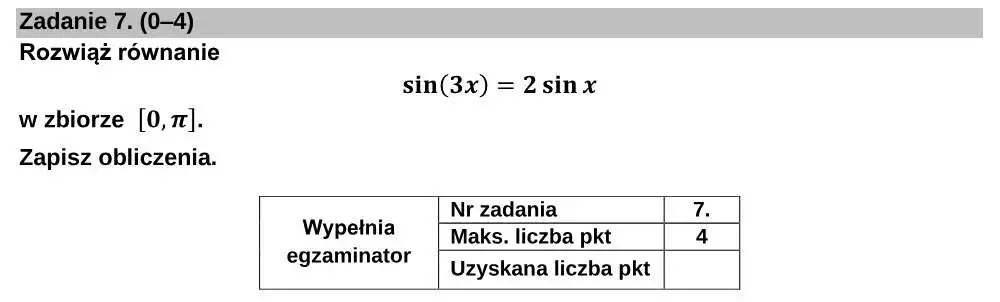 Zadanie 7. (0–4)
Rozwiąż równanie
sin(3x) = 2 sin x
w zbiorze [0, π].
Zapisz obliczenia.
Wypełnia
egzaminator
Nr zadania 7.
Maks. liczba pkt 4
Uzyskana liczba pkt